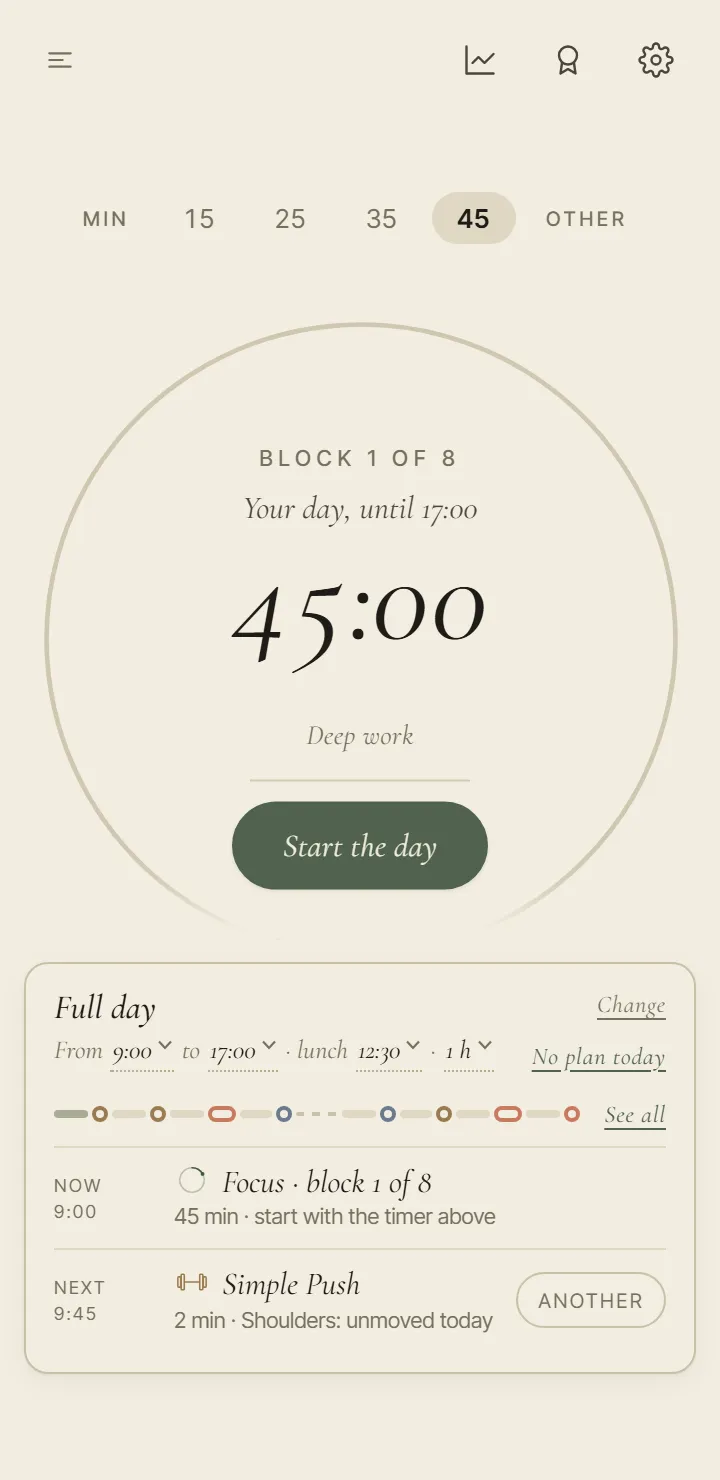 MIN 15 25 35 45 OTHER
BLOCK 1 OF 8
Your day, until 17:00
45:00
Deep work
Start the day
Full day
Change
From 9:00 to 17:00 · lunch 12:30 · 1 h
No plan today
See all
NOW
9:00
Focus · block 1 of 8
45 min · start with the timer above
NEXT
9:45
Simple Push
2 min · Shoulders: unmoved today
ANOTHER